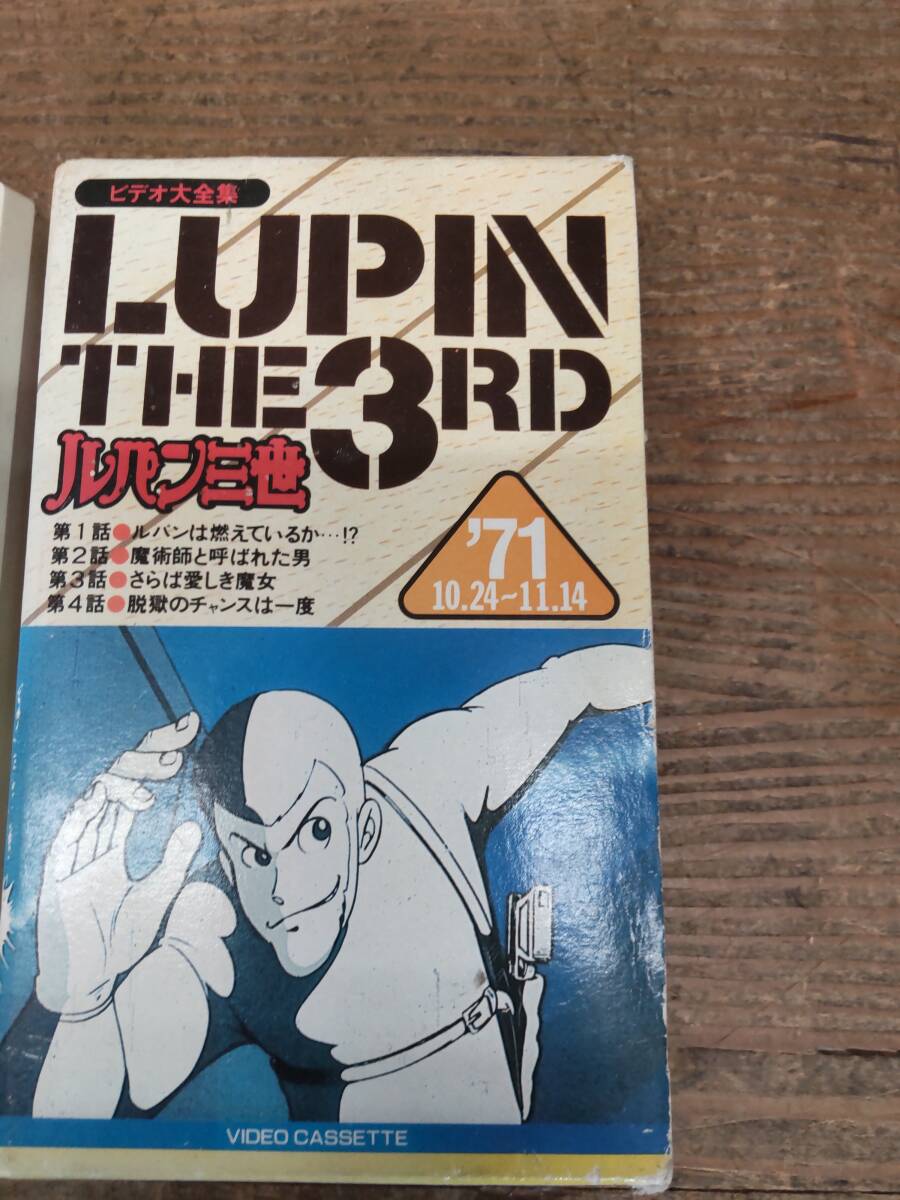 ビデオ大全集
LUPIN
THE 3RD
ルパン三世
第1話●ルパンは燃えているか…!?
第2話●魔術師と呼ばれた男
第3話●さらば愛しき魔女
第4話●脱獄のチャンスは一度
'71
10.24~11.14
VIDEO CASSETTE